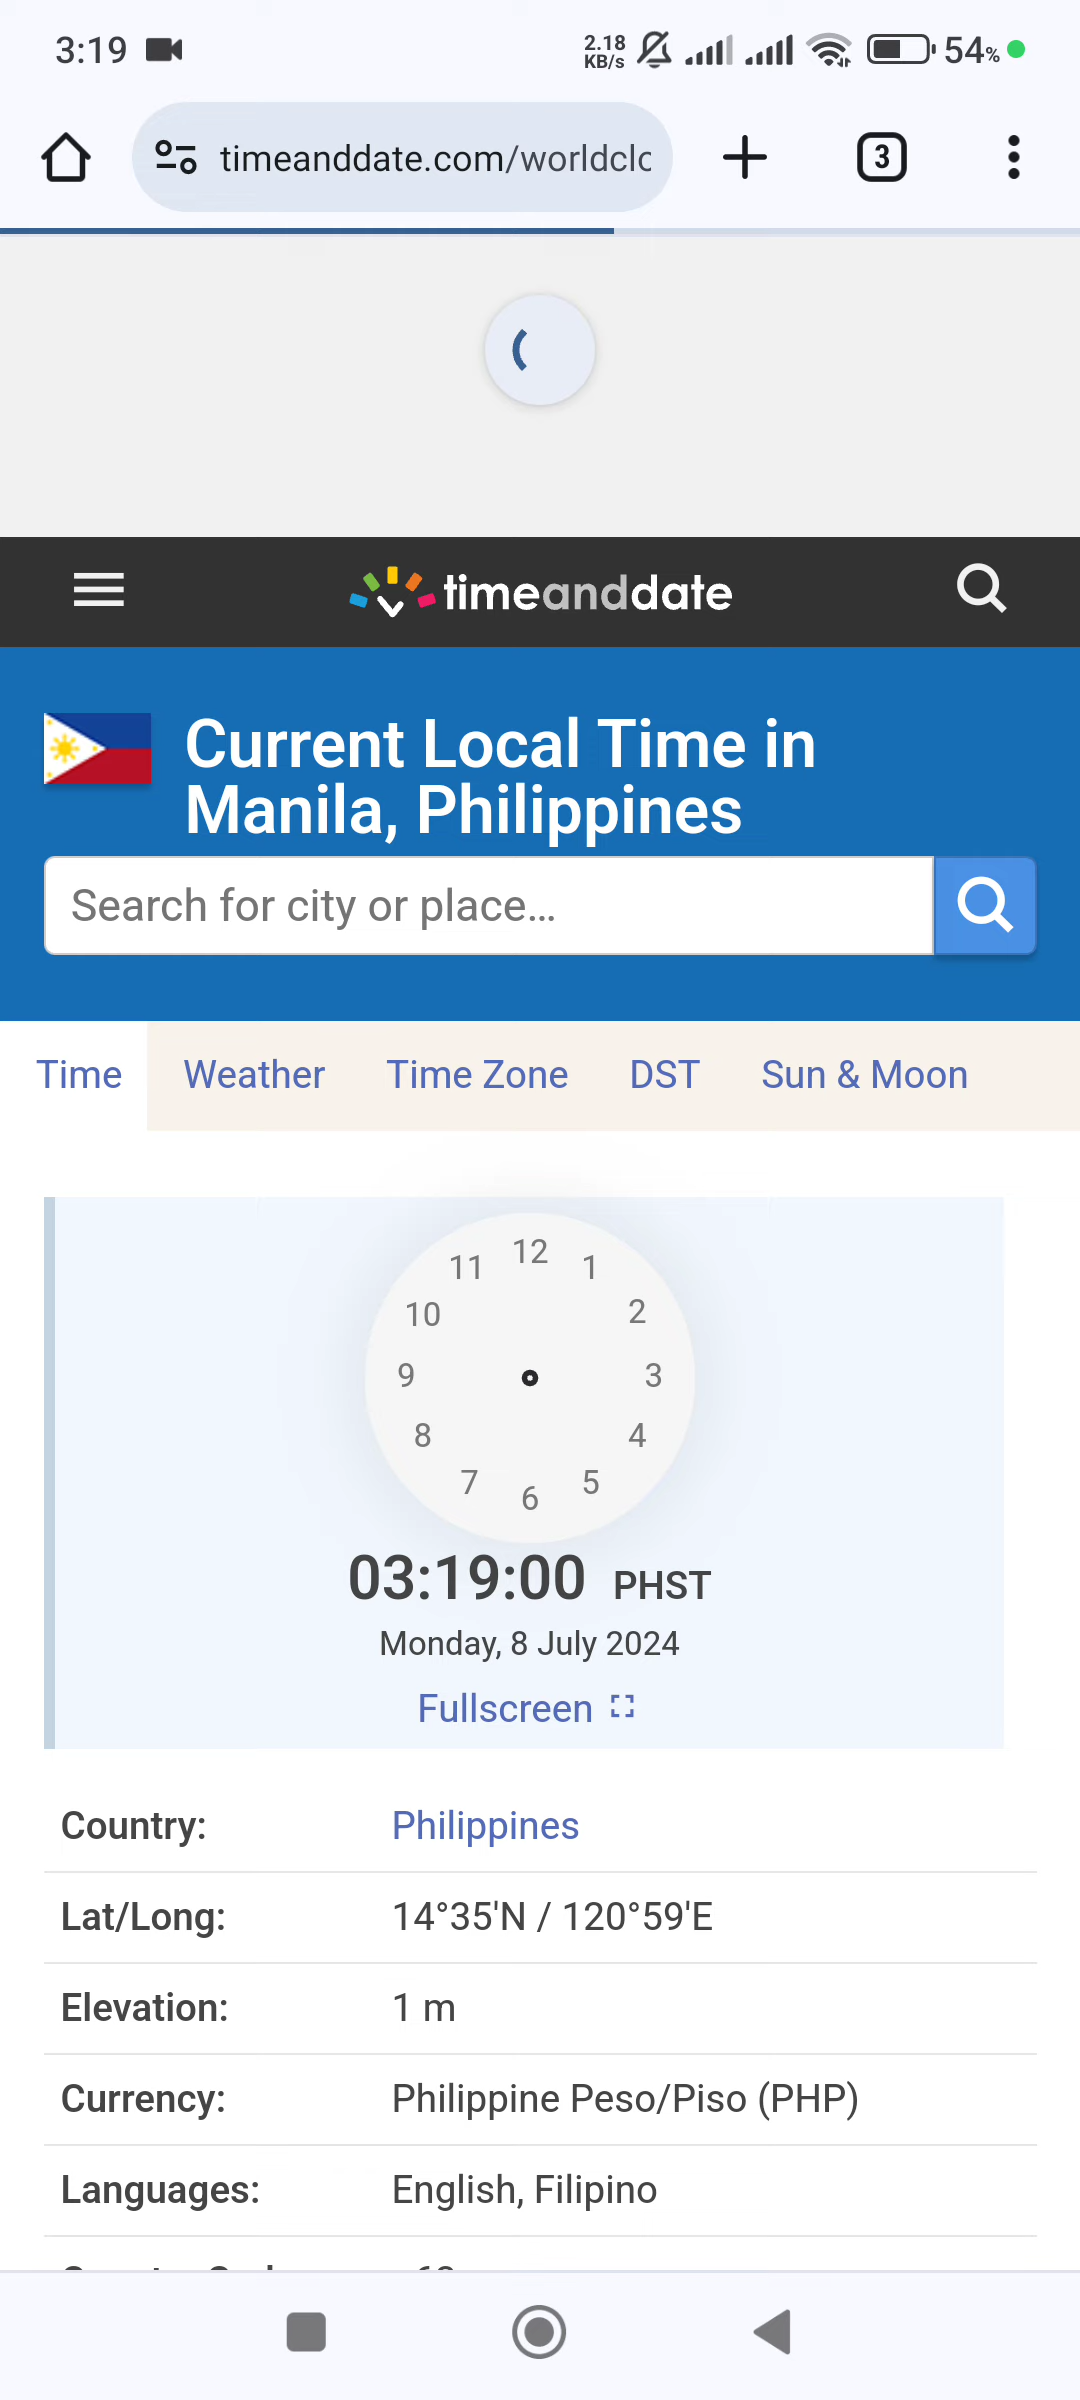 3:19
2.18
KB/s
54%
timeanddate.com/worldclo
3
timeanddate
Current Local Time in
Manila, Philippines
Search for city or place...
Time Weather Time Zone DST Sun & Moon
12
11 1
10 2
9 3
8 4
7 5
6
03:19:00 PHST
Monday, 8 July 2024
Fullscreen
Country: Philippines
Lat/Long: 14°35'N / 120°59'E
Elevation: 1 m
Currency: Philippine Peso/Piso (PHP)
Languages: English, Filipino